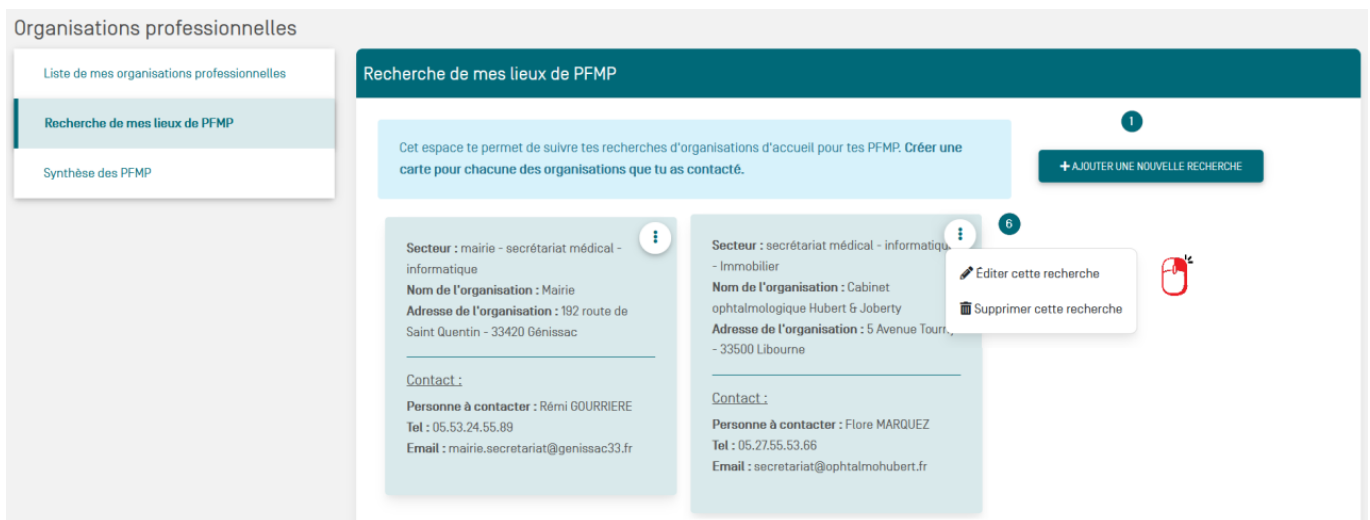 Organisations professionnelles
Liste de mes organisations professionnelles
Recherche de mes lieux de PFMP
Synthèse des PFMP
Recherche de mes lieux de PFMP
Cet espace te permet de suivre tes recherches d'organisations d'accueil pour tes PFMP. Créer une
carte pour chacune des organisations que tu as contacté.
1
+ AJOUTER UNE NOUVELLE RECHERCHE
Secteur : mairie - secrétariat médical -
informatique
Nom de l'organisation : Mairie
Adresse de l'organisation : 192 route de
Saint Quentin - 33420 Génissac
Contact :
Personne à contacter : Rémi GOURRIERE
Tel : 05.53.24.55.89
Email : mairie.secretariat@genissac33.fr
Secteur : secrétariat médical - informatiqu
- Immobilier
Nom de l'organisation : Cabinet
ophtalmologique Hubert & Joberty
Adresse de l'organisation : 5 Avenue Tourny
- 33500 Libourne
Contact :
Personne à contacter : Flore MARQUEZ
Tel : 05.27.55.53.66
Email : secretariat@ophtalmohubert.fr
6
Éditer cette recherche
Supprimer cette recherche